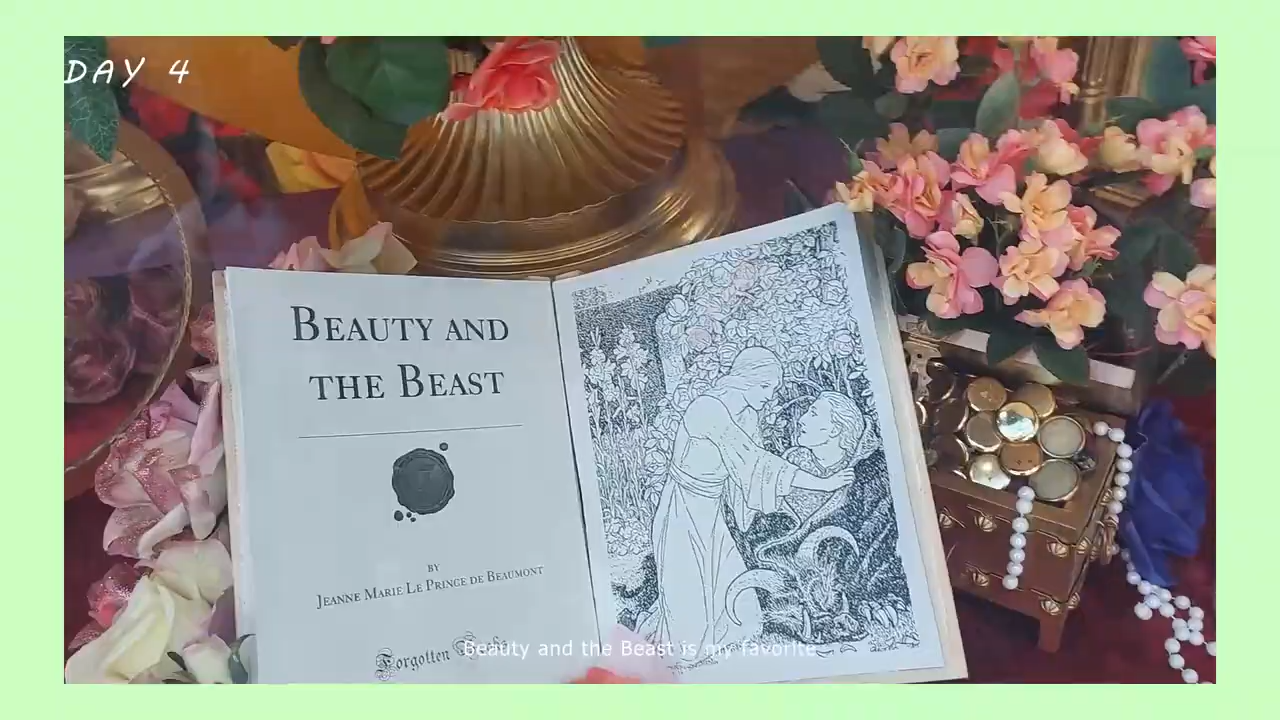 DAY 4
BEAUTY AND
THE BEAST
BY
JEANNE MARIE LE PRINCE DE BEAUMONT
Forgotten
Beauty and the Beast is my favorite